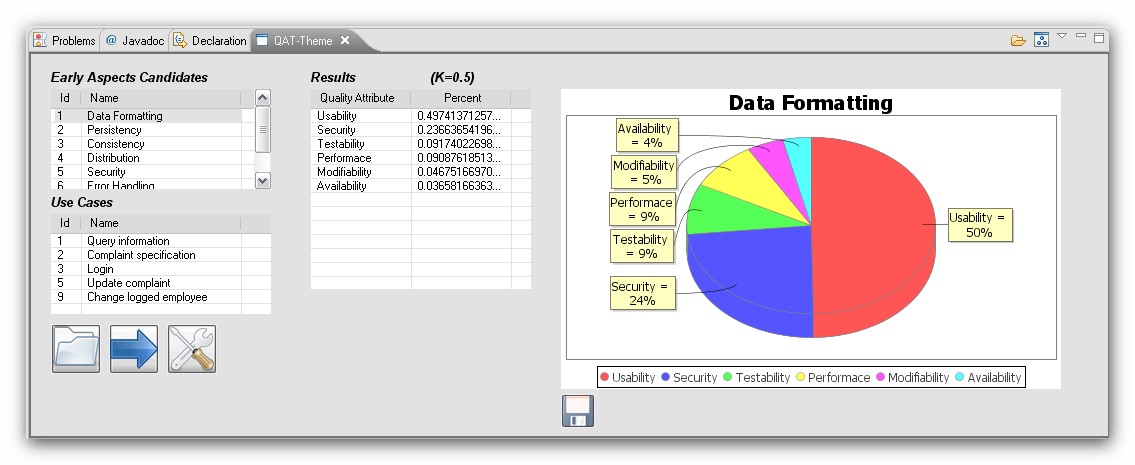 Problems @ Javadoc Declaration QAT-Theme
Early Aspects Candidates
Id Name
1 Data Formatting
2 Persistency
3 Consistency
4 Distribution
5 Security
6 Error Handling
Use Cases
Id Name
1 Query information
2 Complaint specification
3 Login
5 Update complaint
9 Change logged employee
Results (K=0.5)
Quality Attribute Percent
Usability 0.49741371257...
Security 0.23663654196...
Testability 0.09174022698...
Performace 0.09087618513...
Modifiability 0.04675166970...
Availability 0.03658166363...
Data Formatting
Availability
= 4%
Modifiability
= 5%
Performace
= 9%
Testability
= 9%
Security =
24%
Usability =
50%
Usability Security Testability Performace Modifiability Availability